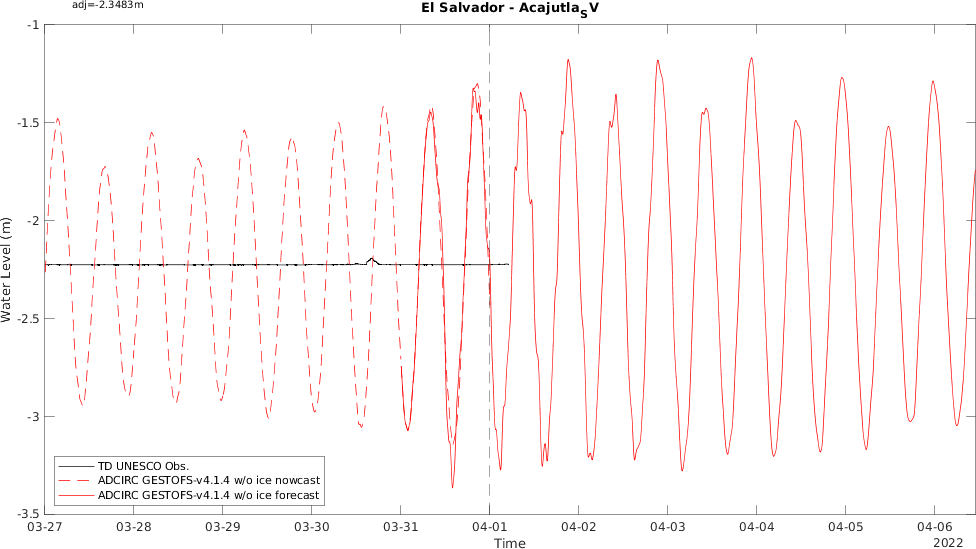 adj=-2.3483m
El Salvador - Acajutla_SV
-1
-1.5
-2
-2.5
-3
-3.5
Water Level (m)
TD UNESCO Obs.
ADCIRC GESTOFS-v4.1.4 w/o ice nowcast
ADCIRC GESTOFS-v4.1.4 w/o ice forecast
03-27 03-28 03-29 03-30 03-31 04-01 04-02 04-03 04-04 04-05 04-06
Time
2022